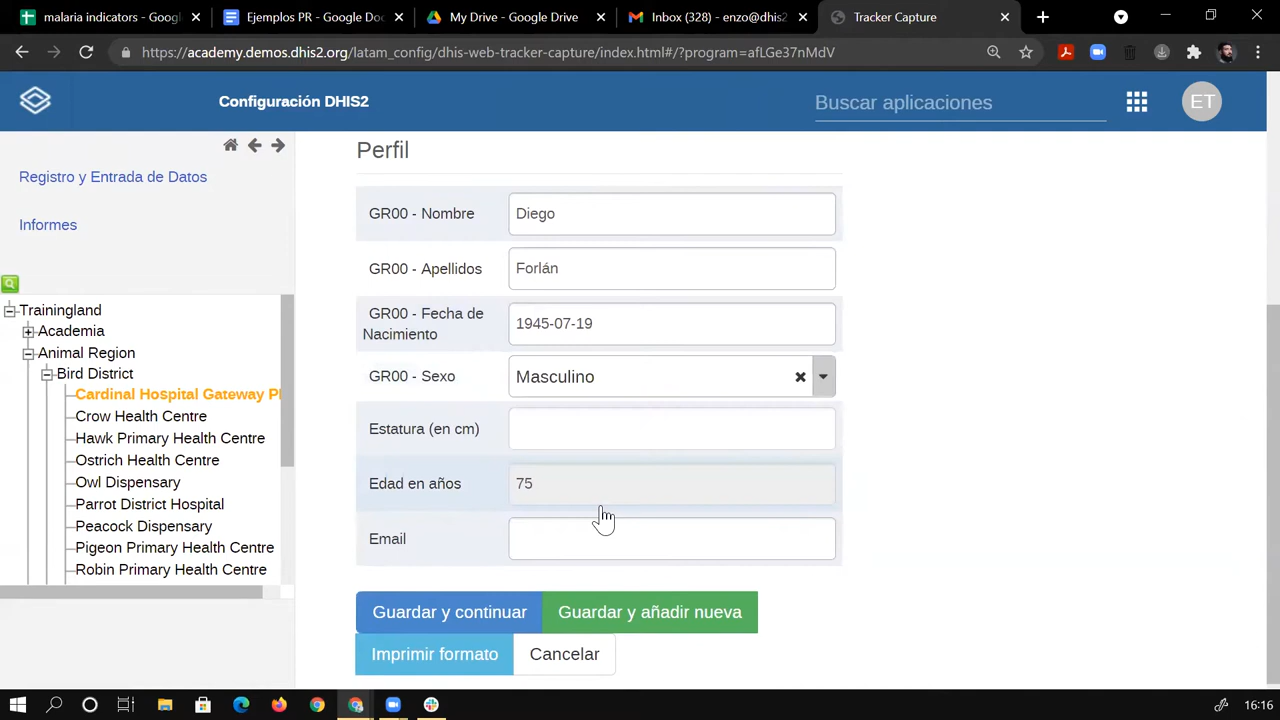 malaria indicators - Googl
Ejemplos PR - Google Doc
My Drive - Google Drive
Inbox (328) - enzo@dhis2
Tracker Capture
https://academy.demos.dhis2.org/latam_config/dhis-web-tracker-capture/index.html#/?program=afLGe37nMdV
Configuración DHIS2
Buscar aplicaciones
ET
Registro y Entrada de Datos
Informes
Trainingland
Academia
Animal Region
Bird District
Cardinal Hospital Gateway P
Crow Health Centre
Hawk Primary Health Centre
Ostrich Health Centre
Owl Dispensary
Parrot District Hospital
Peacock Dispensary
Pigeon Primary Health Centre
Robin Primary Health Centre
Perfil
GR00 - Nombre
Diego
GR00 - Apellidos
Forlán
GR00 - Fecha de
Nacimiento
1945-07-19
GR00 - Sexo
Masculino
Estatura (en cm)
Edad en años
75
Email
Guardar y continuar
Guardar y añadir nueva
Imprimir formato
Cancelar
16:16